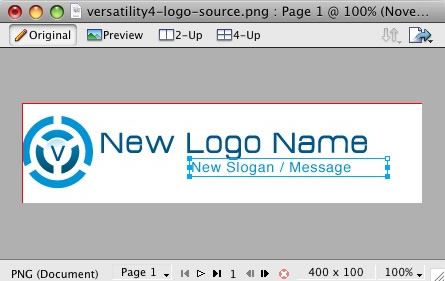 versatility4-logo-source.png : Page 1 @ 100% (Nove...
Original Preview 2-Up 4-Up
V
New Logo Name
New Slogan / Message
PNG (Document) Page 1 1 400 x 100 100%